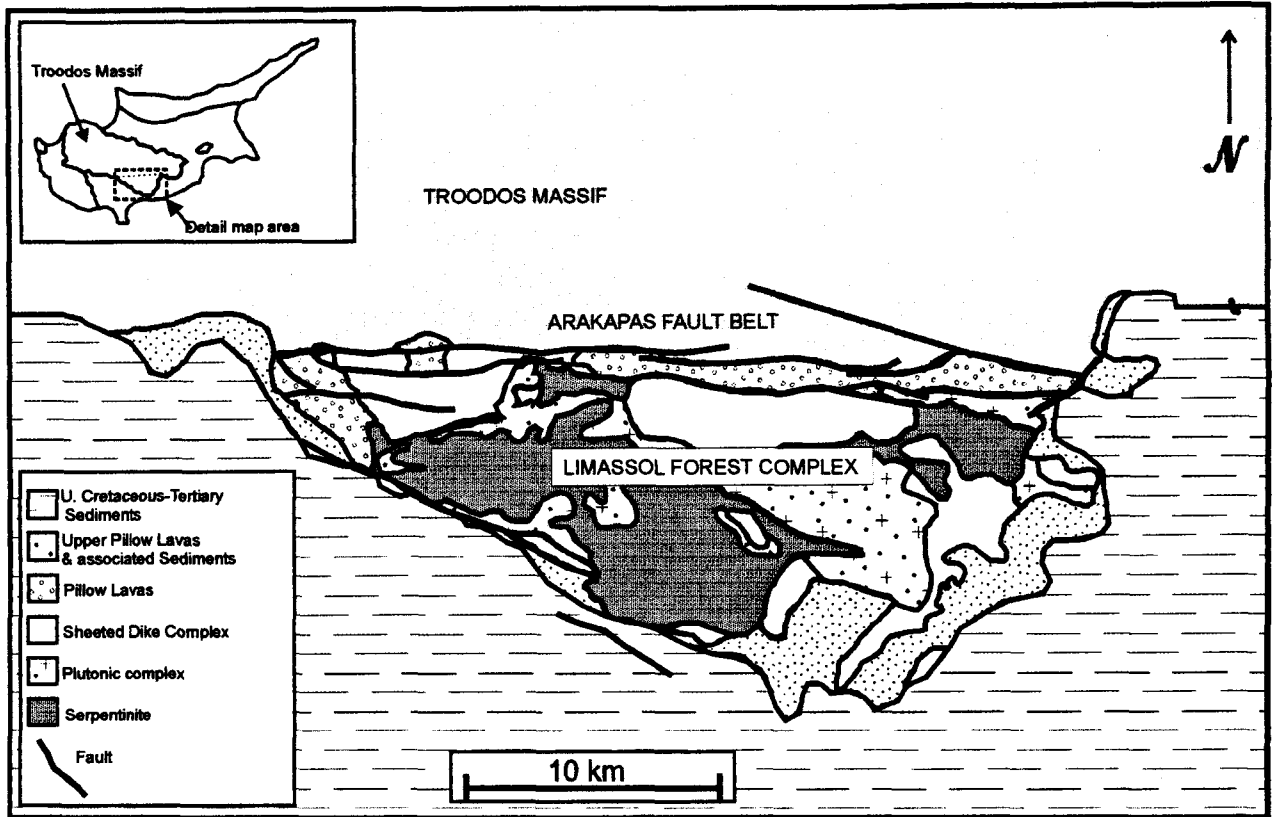 Troodos Massif
Detail map area
N
TROODOS MASSIF
ARAKAPAS FAULT BELT
LIMASSOL FOREST COMPLEX
U. Cretaceous-Tertiary
Sediments
Upper Pillow Lavas
& associated Sediments
Pillow Lavas
Sheeted Dike Complex
Plutonic complex
Serpentinite
Fault
10 km